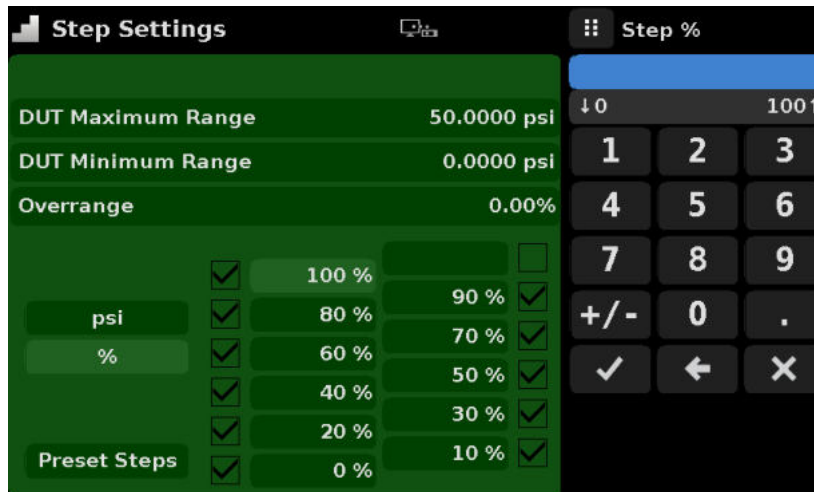 Step Settings
Step %
DUT Maximum Range 50.0000 psi
DUT Minimum Range 0.0000 psi
Overrange 0.00%
100 %
90 %
psi
80 %
70 %
%
60 %
50 %
40 %
30 %
20 %
10 %
Preset Steps
0 %
↓0 100↑
1 2 3
4 5 6
7 8 9
+/- 0 .